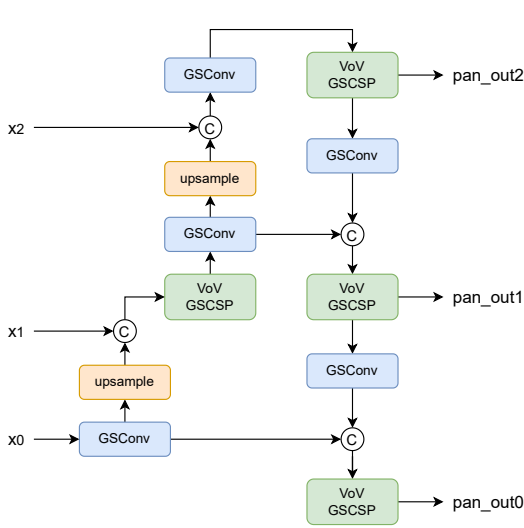 VoV
GSCSP
GSConv
pan_out2
x2
C
GSConv
upsample
GSConv
C
VoV
GSCSP
VoV
GSCSP
pan_out1
x1
C
GSConv
upsample
x0
GSConv
C
VoV
GSCSP
pan_out0